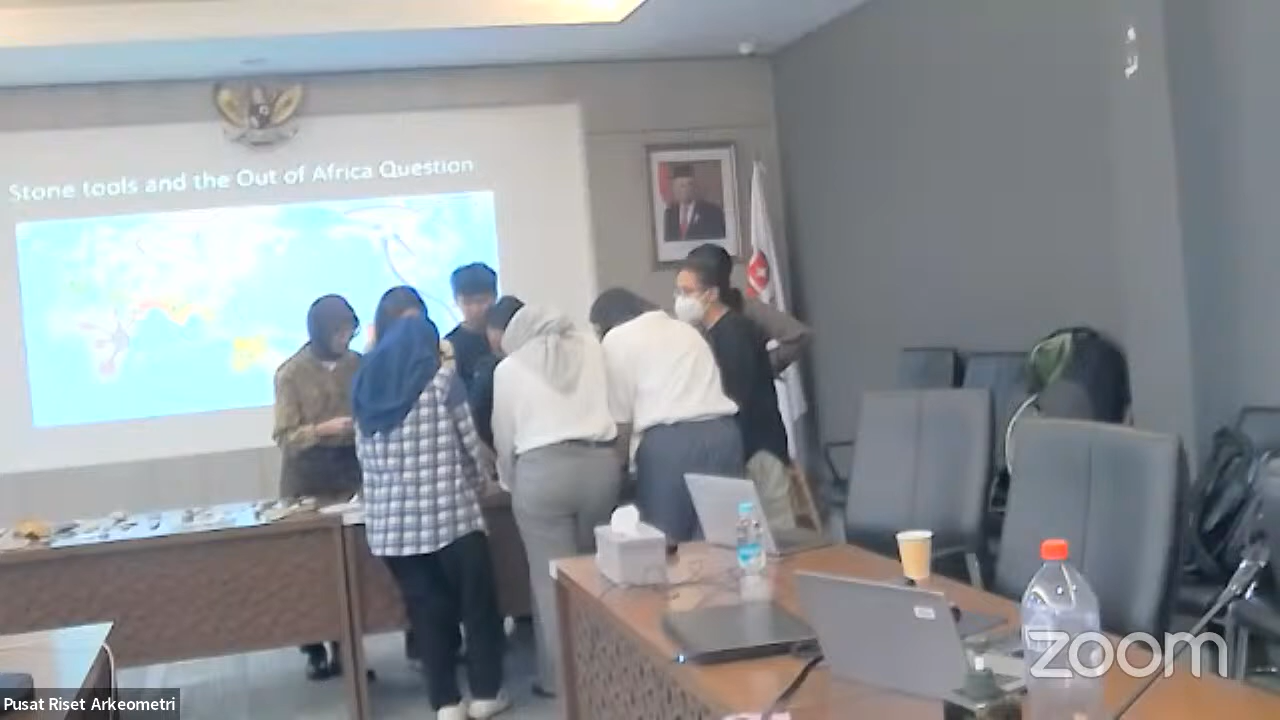 Stone tools and the Out of Africa Question
zoom
Pusat Riset Arkeometri